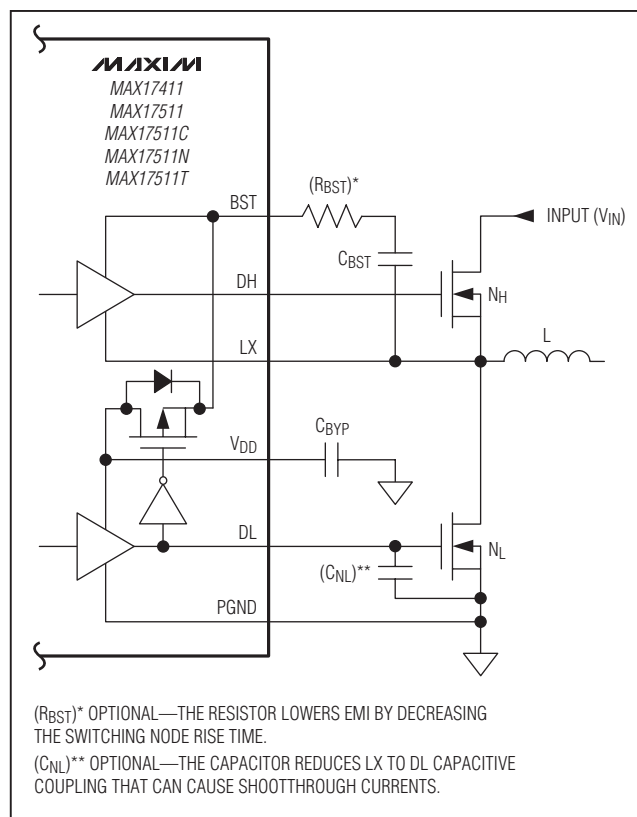 MAXIM
MAX17411
MAX17511
MAX17511C
MAX17511N
MAX17511T
BST
(RBST)*
INPUT (VIN)
CBST
DH
NH
LX
L
VDD
CBYP
DL
NL
(CNL)**
PGND
(RBST)* OPTIONAL—THE RESISTOR LOWERS EMI BY DECREASING
THE SWITCHING NODE RISE TIME.
(CNL)** OPTIONAL—THE CAPACITOR REDUCES LX TO DL CAPACITIVE
COUPLING THAT CAN CAUSE SHOOTTHROUGH CURRENTS.